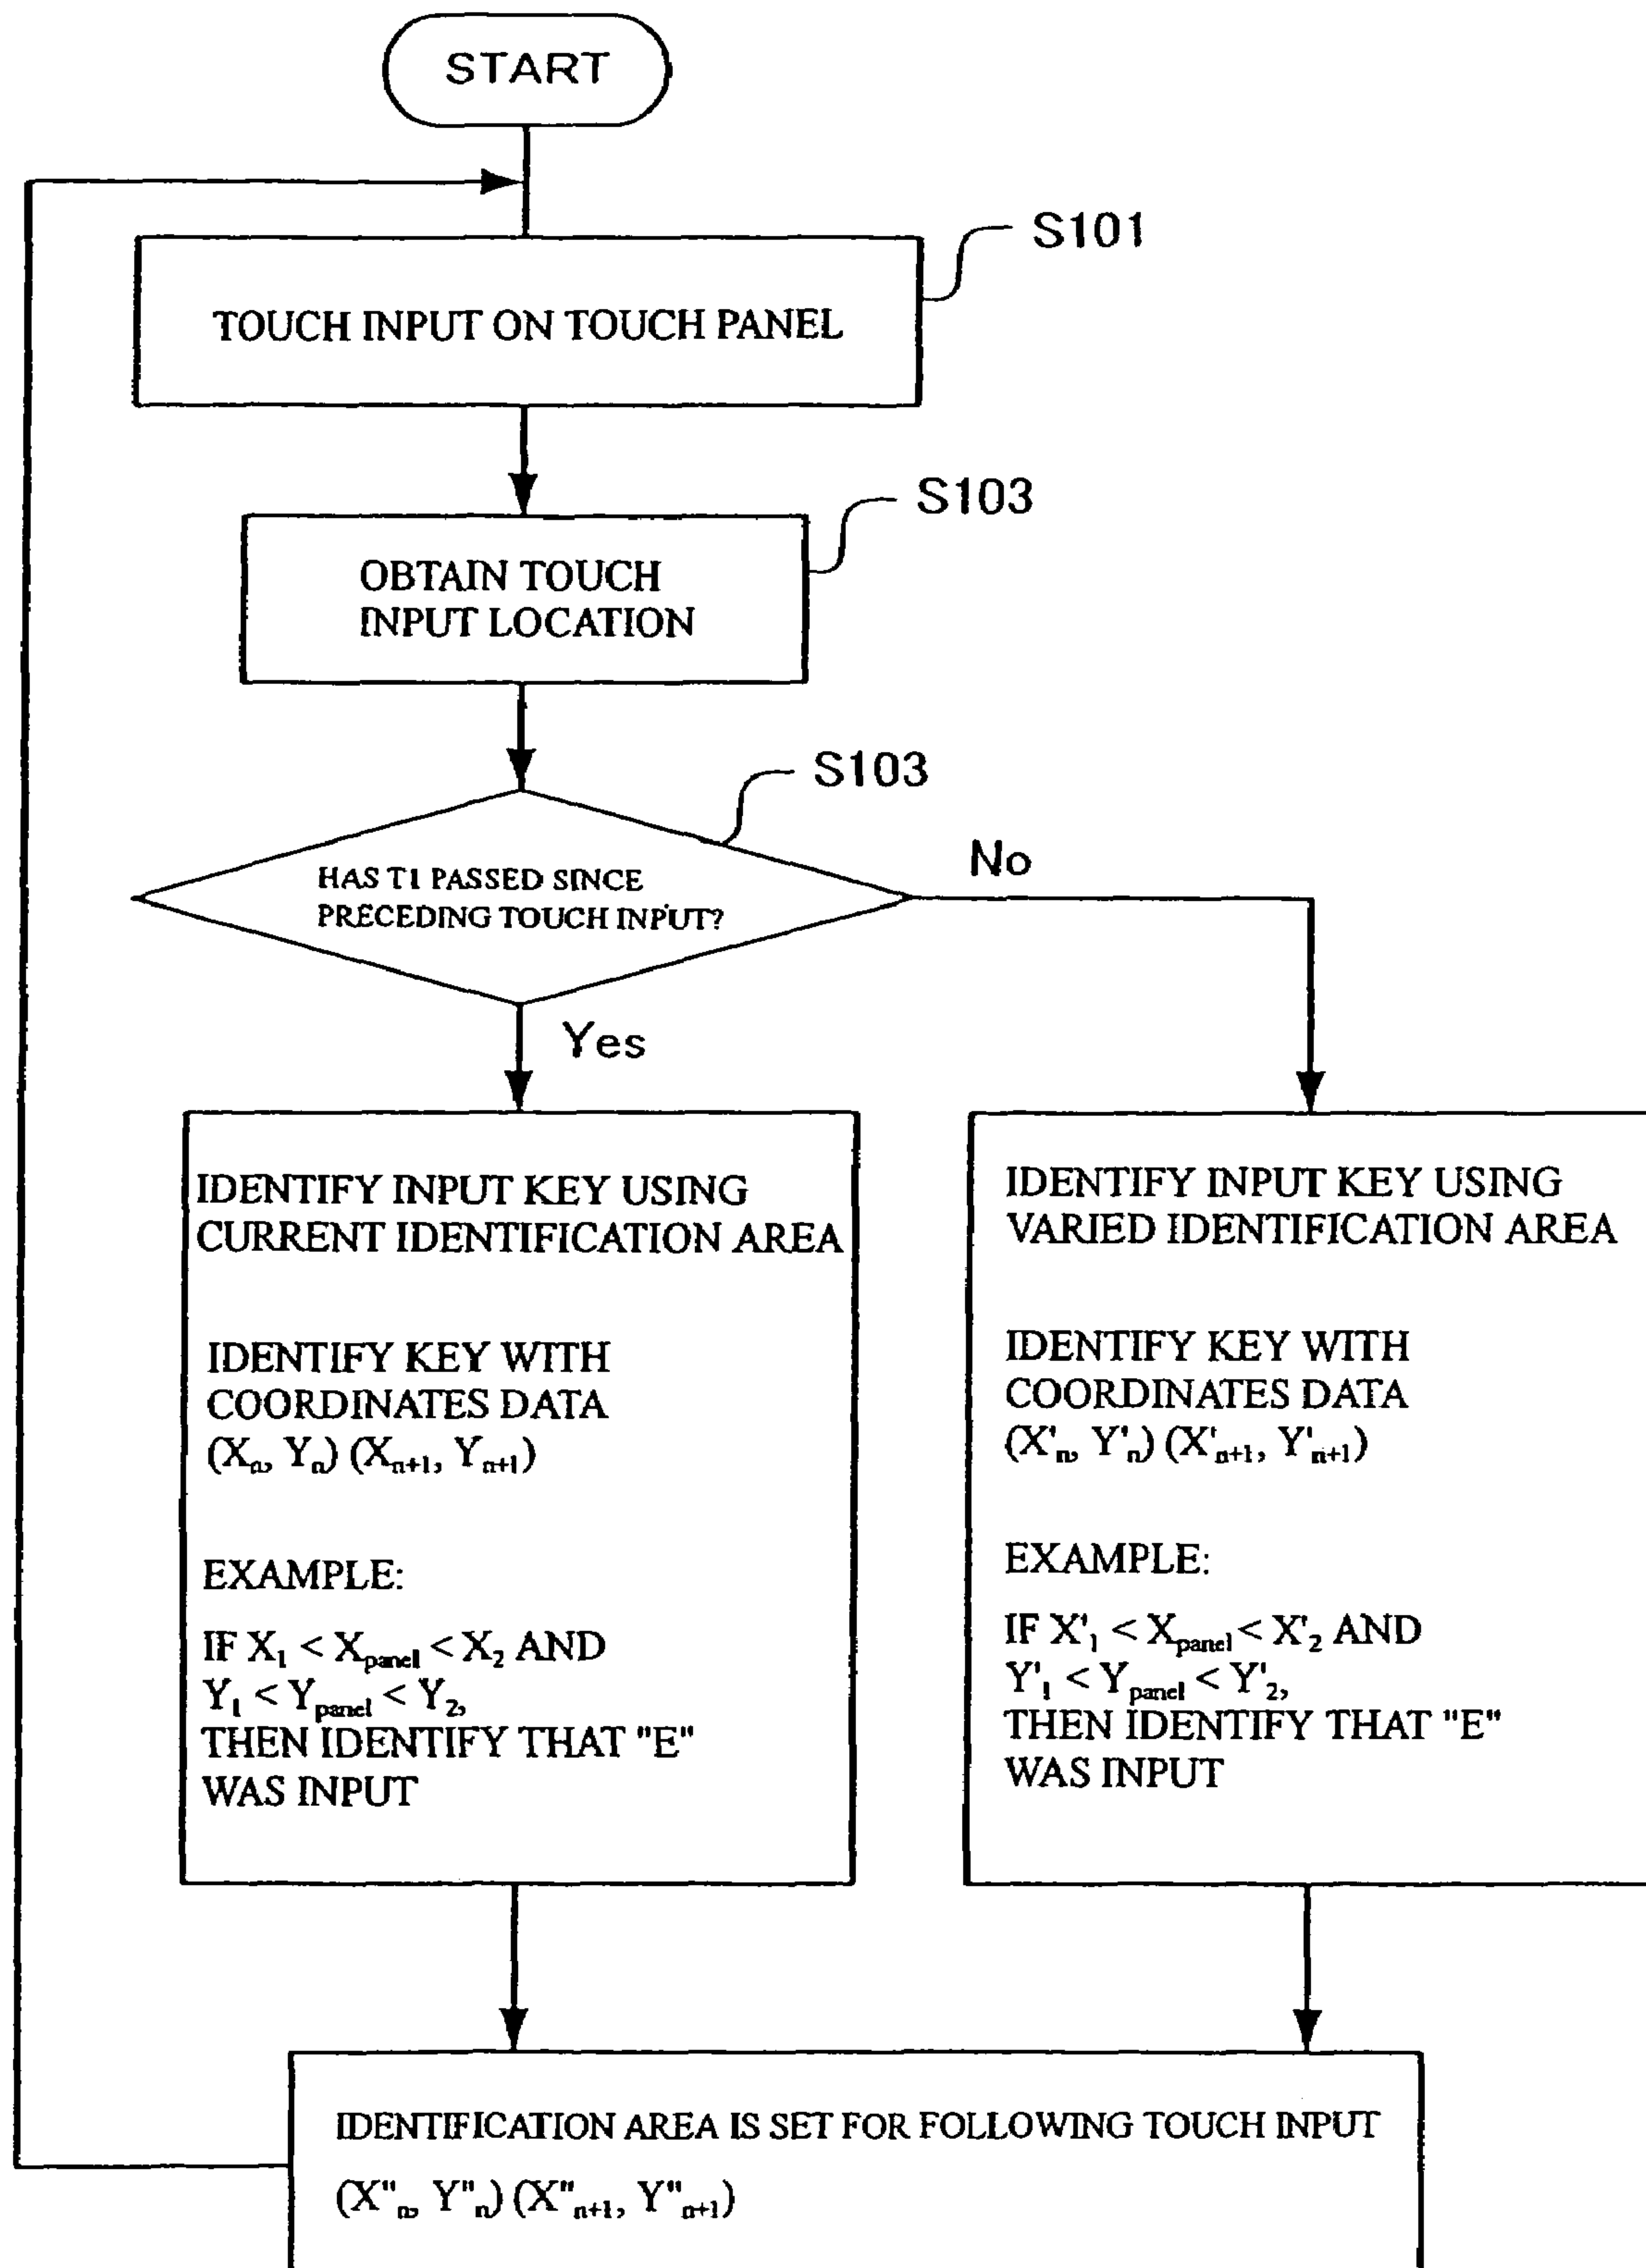 START
S101
TOUCH INPUT ON TOUCH PANEL
S103
OBTAIN TOUCH
INPUT LOCATION
S103
HAS T1 PASSED SINCE
PRECEDING TOUCH INPUT?
No
Yes
IDENTIFY INPUT KEY USING
CURRENT IDENTIFICATION AREA
IDENTIFY KEY WITH
COORDINATES DATA
(Xₙ, Yₙ) (Xₙ₊₁, Yₙ₊₁)
EXAMPLE:
IF X₁ < X_panel < X₂ AND
Y₁ < Y_panel < Y₂,
THEN IDENTIFY THAT "E"
WAS INPUT
IDENTIFY INPUT KEY USING
VARIED IDENTIFICATION AREA
IDENTIFY KEY WITH
COORDINATES DATA
(X'ₙ, Y'ₙ) (X'ₙ₊₁, Y'ₙ₊₁)
EXAMPLE:
IF X'₁ < X_panel < X'₂ AND
Y'₁ < Y_panel < Y'₂,
THEN IDENTIFY THAT "E"
WAS INPUT
IDENTIFICATION AREA IS SET FOR FOLLOWING TOUCH INPUT
(X"ₙ, Y"ₙ) (X"ₙ₊₁, Y"ₙ₊₁)